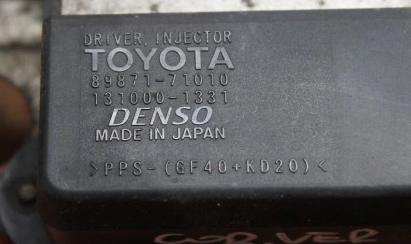 DRIVER, INJECTOR
TOYOTA
89871-71010
131000-1331
DENSO
MADE IN JAPAN
>PPS-(GF40+KD20)<